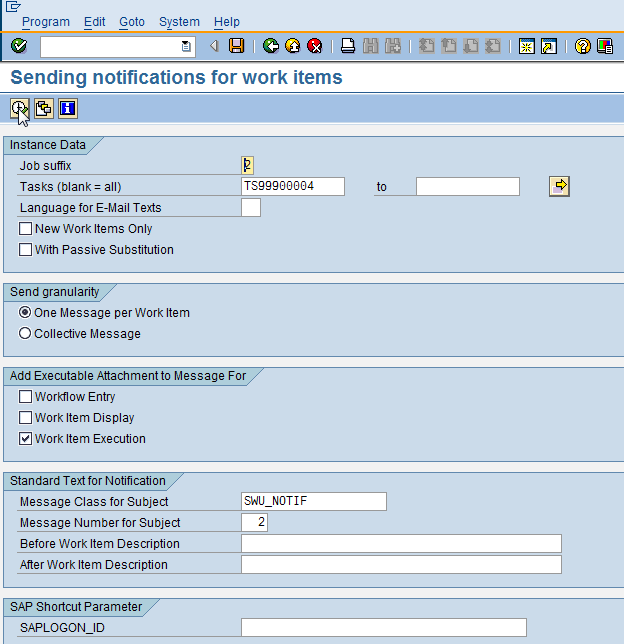 Program Edit Goto System Help
Sending notifications for work items
Instance Data
Job suffix 2
Tasks (blank = all) TS99900004 to
Language for E-Mail Texts
New Work Items Only
With Passive Substitution
Send granularity
One Message per Work Item
Collective Message
Add Executable Attachment to Message For
Workflow Entry
Work Item Display
Work Item Execution
Standard Text for Notification
Message Class for Subject SWU_NOTIF
Message Number for Subject 2
Before Work Item Description
After Work Item Description
SAP Shortcut Parameter
SAPLOGON_ID